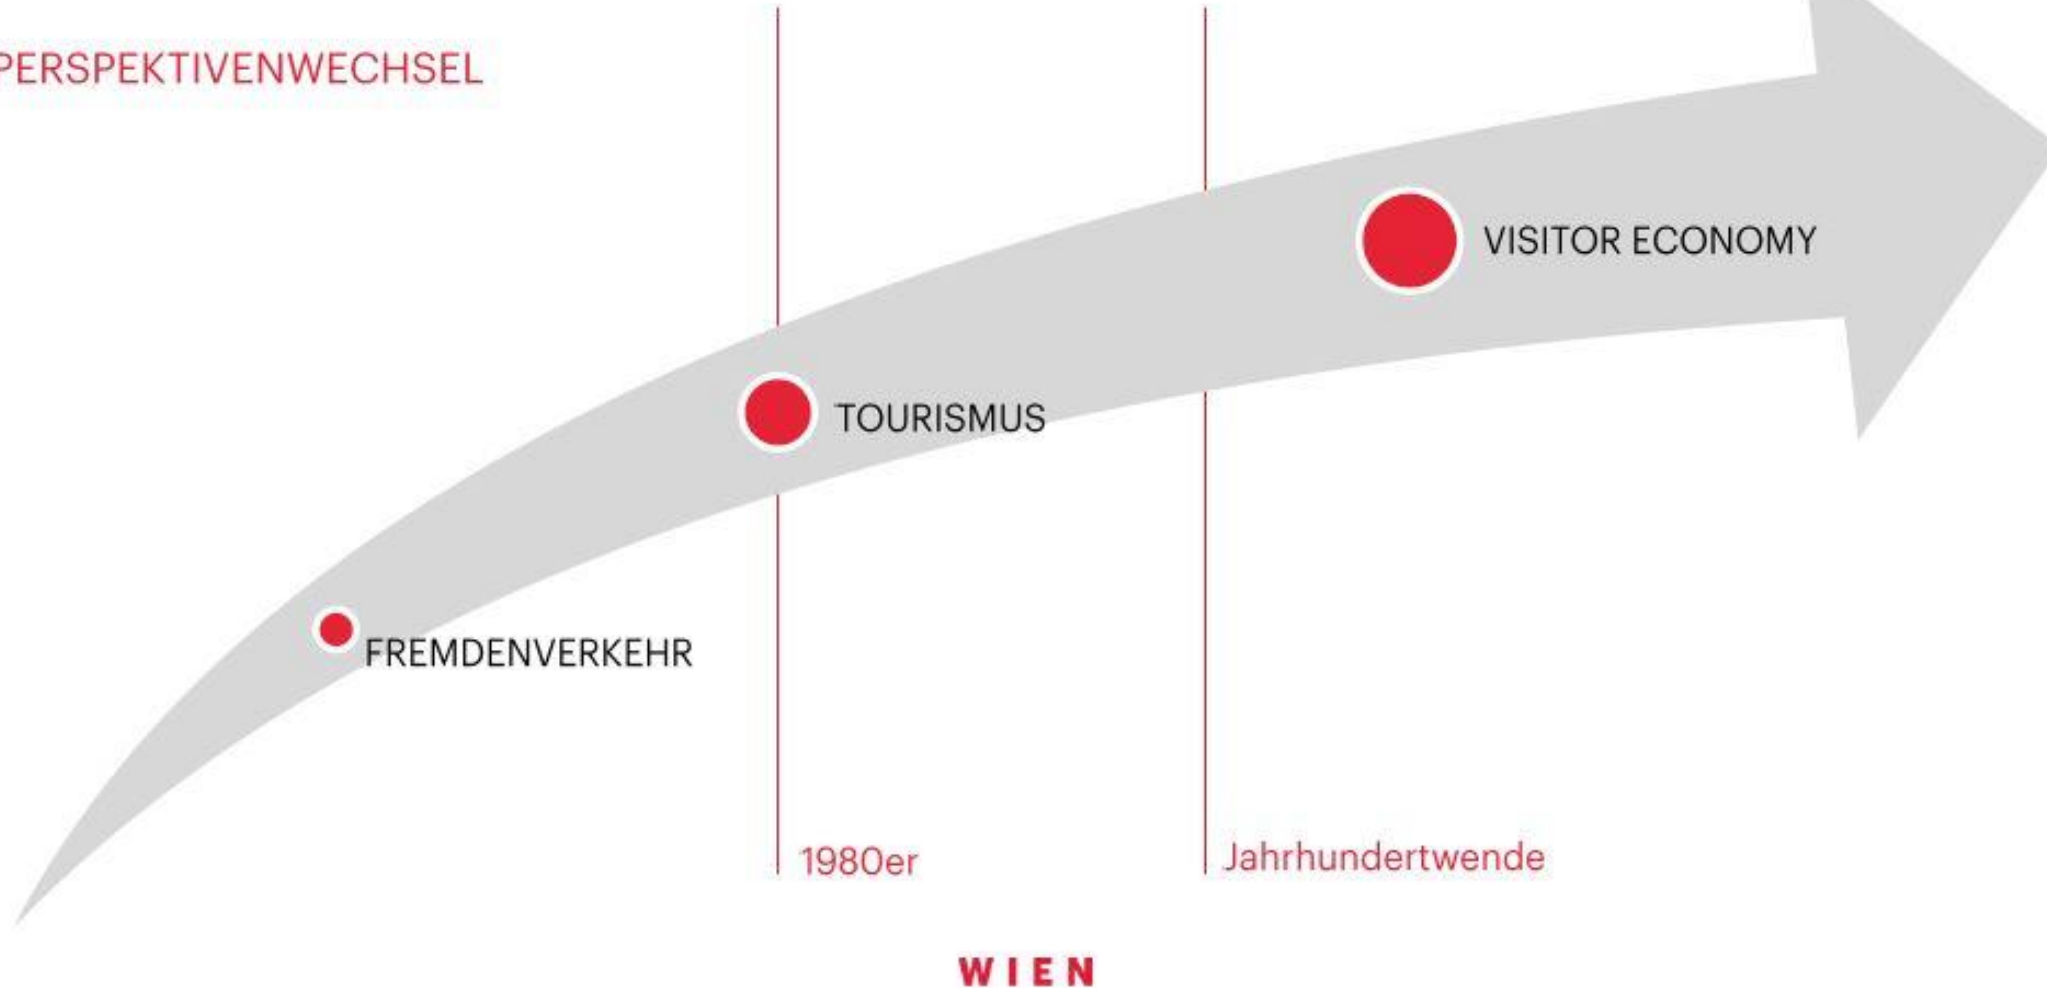 PERSPEKTIVENWECHSEL
VISITOR ECONOMY
TOURISMUS
FREMDENVERKEHR
1980er
Jahrhundertwende
WIEN